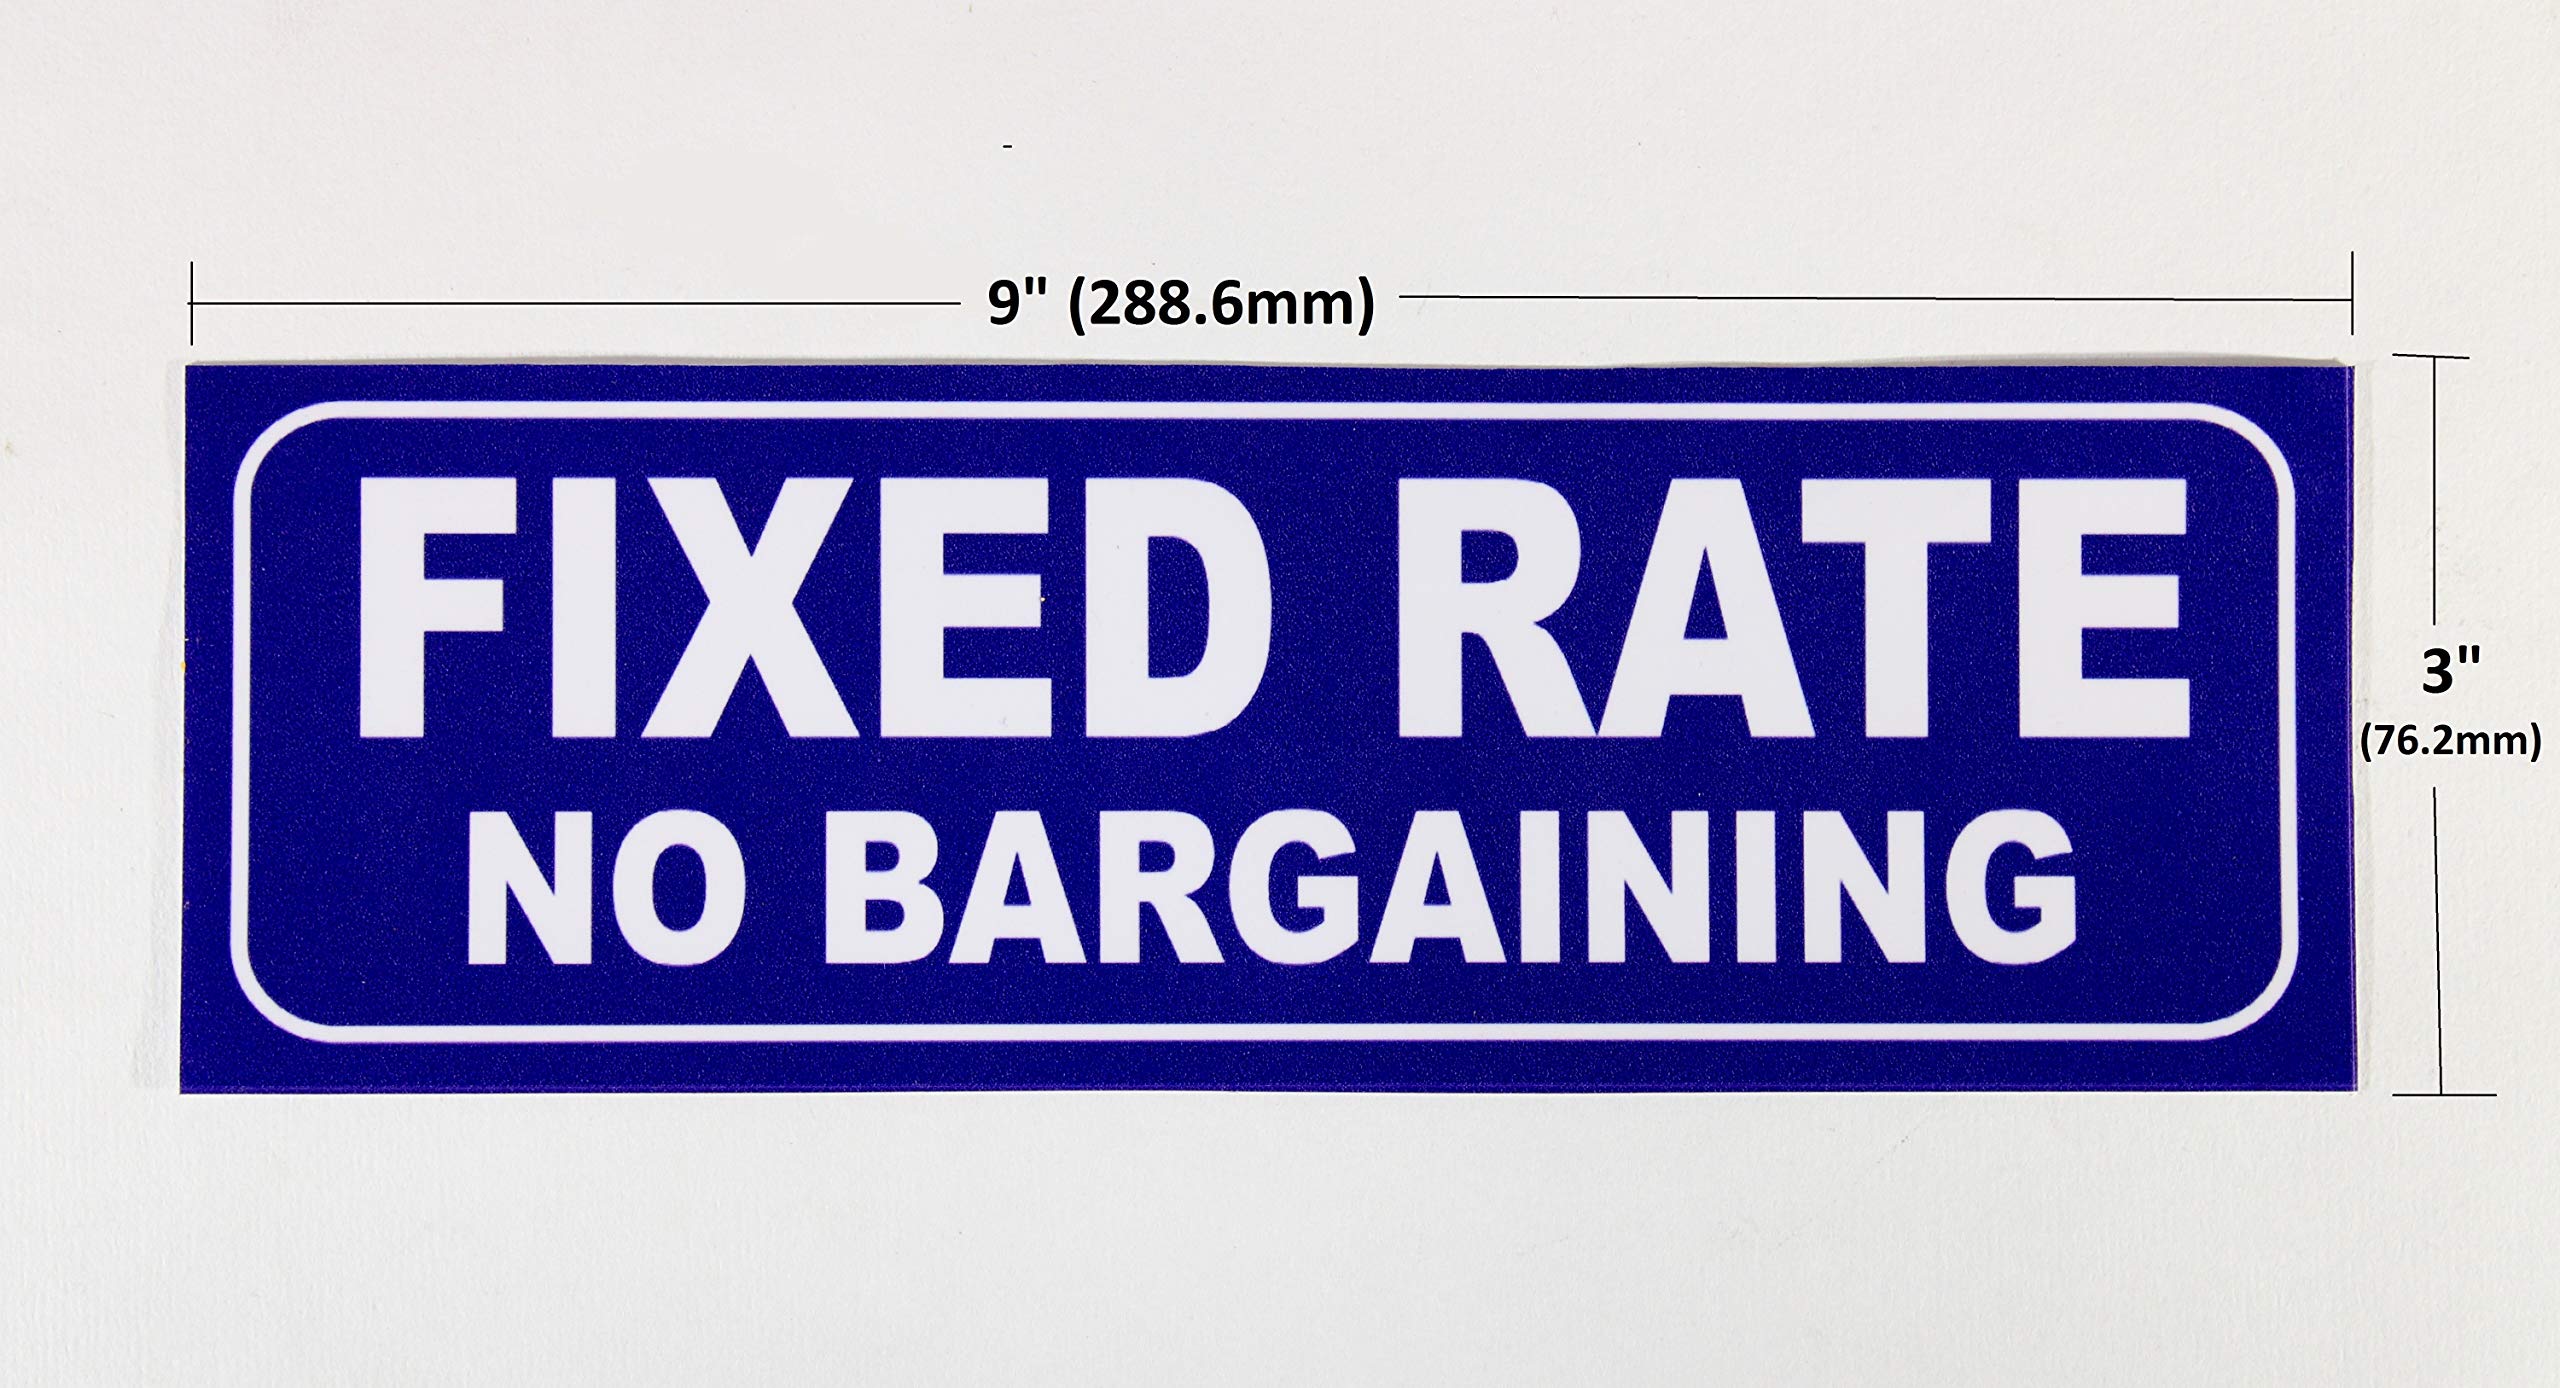 9" (288.6mm)
FIXED RATE
NO BARGAINING
3"
(76.2mm)